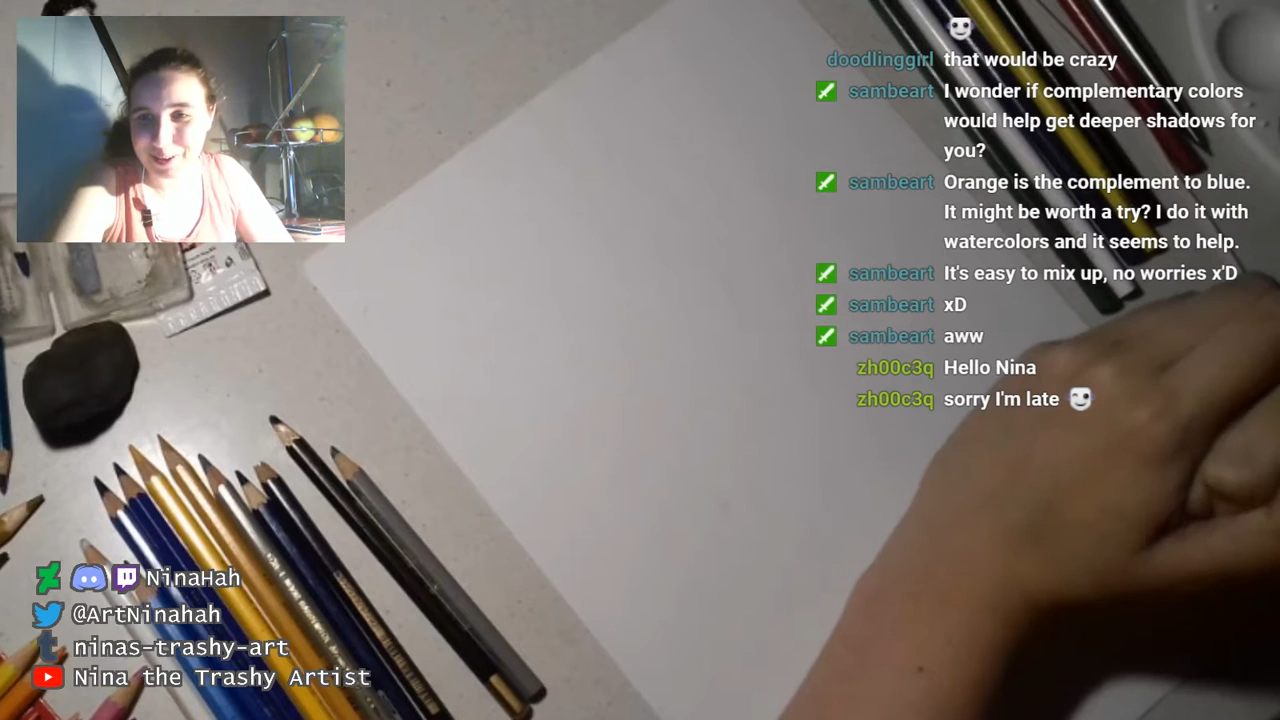 doodlinggirl that would be crazy
sambeart I wonder if complementary colors
would help get deeper shadows for
you?
sambeart Orange is the complement to blue.
It might be worth a try? I do it with
watercolors and it seems to help.
sambeart It's easy to mix up, no worries x'D
sambeart xD
sambeart aww
zh00c3q Hello Nina
zh00c3q sorry I'm late
NinaHah
@ArtNinahah
ninas-trashy-art
Nina the Trashy Artist